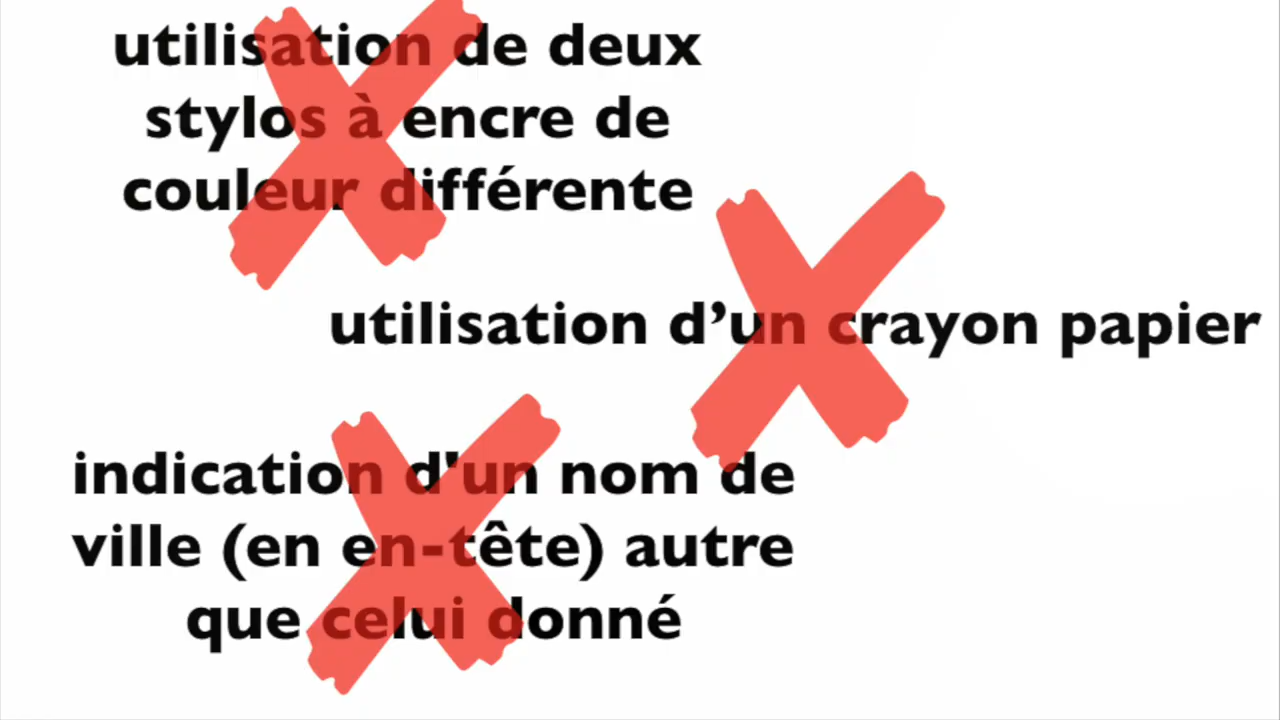 utilisation de deux
stylos à encre de
couleur différente
utilisation d’un crayon papier
indication d'un nom de
ville (en en-tête) autre
que celui donné